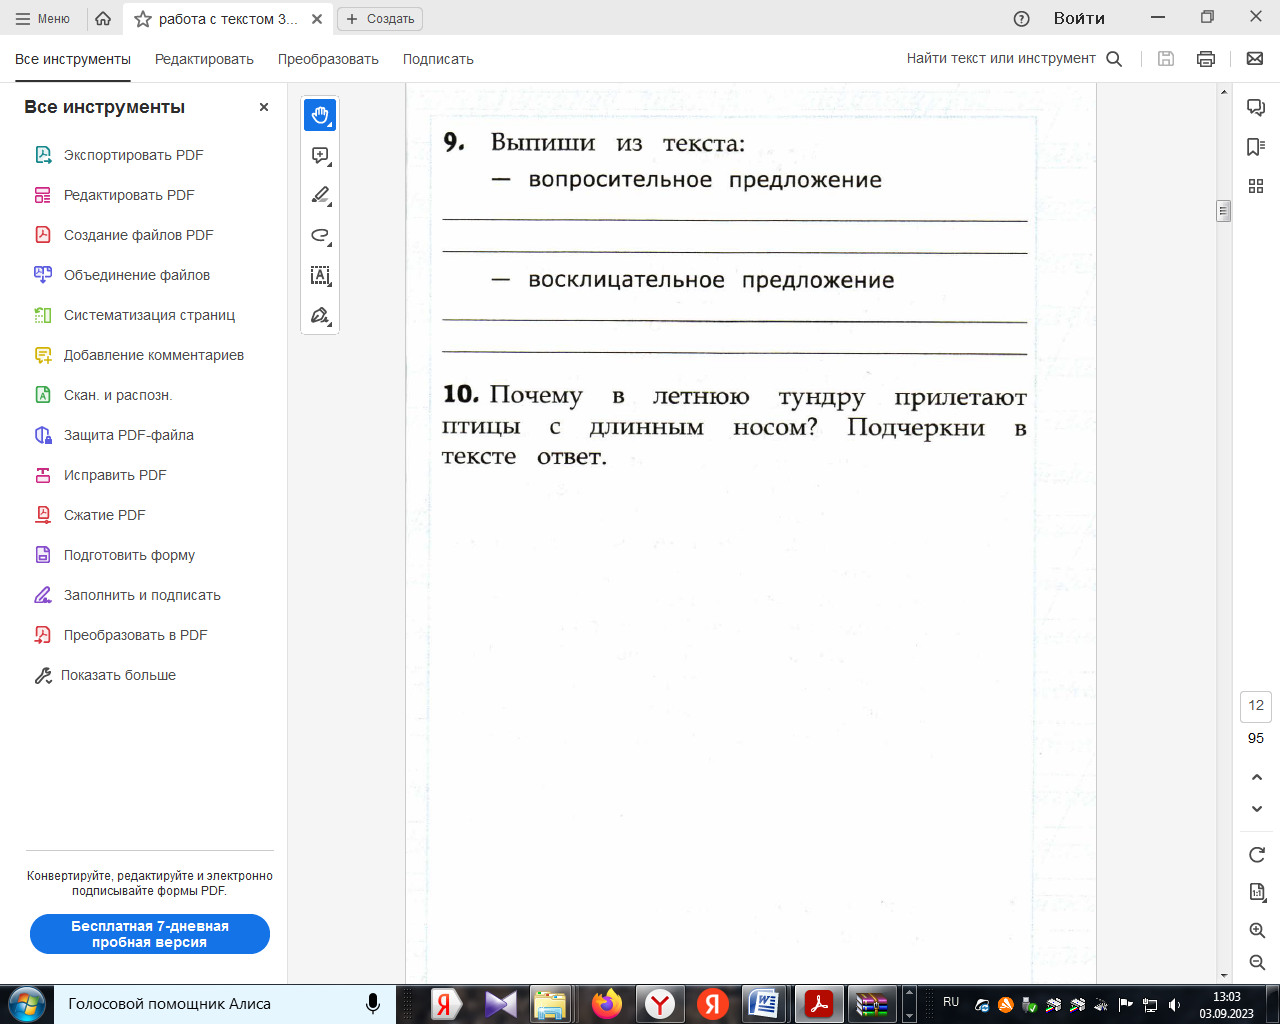 Меню
работа с текстом 3...
Создать
Войти
Все инструменты
Редактировать
Преобразовать
Подписать
Найти текст или инструмент
Все инструменты
Экспортировать PDF
Редактировать PDF
Создание файлов PDF
Объединение файлов
Систематизация страниц
Добавление комментариев
Скан. и распозн.
Защита PDF-файла
Исправить PDF
Сжатие PDF
Подготовить форму
Заполнить и подписать
Преобразовать в PDF
Показать больше
Конвертируйте, редактируйте и электронно
подписывайте формы PDF.
Бесплатная 7-дневная
пробная версия
9. Выпиши из текста:
— вопросительное предложение
— восклицательное предложение
10. Почему в летнюю тундру прилетают
птицы с длинным носом? Подчеркни в
тексте ответ.
12
95
1:1
Голосовой помощник Алиса
RU
13:03
03.09.2023